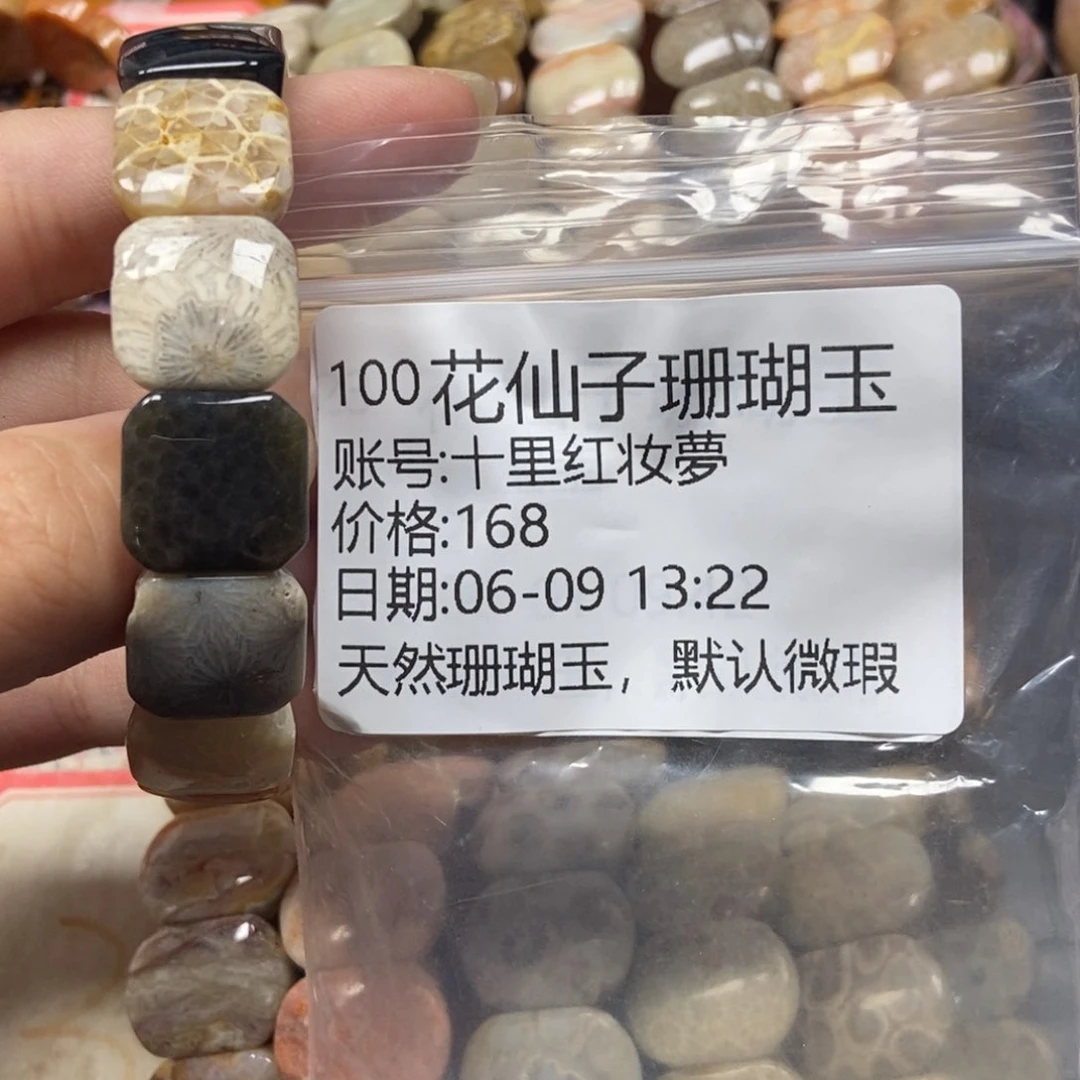 100花仙子珊瑚玉
账号:十里红妆夢
价格:168
日期:06-09 13:22
天然珊瑚玉，默认微瑕